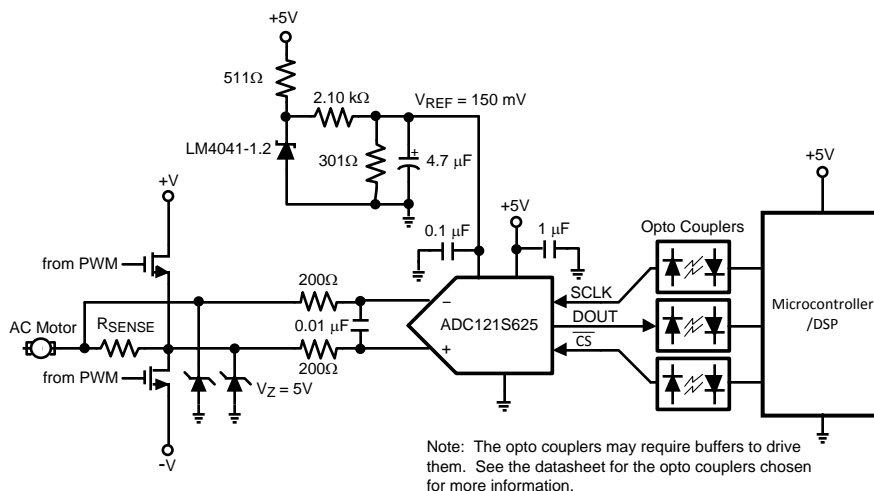 +5V
511Ω
2.10 kΩ
V_REF = 150 mV
LM4041-1.2
301Ω
+
4.7 µF
+5V
+V
+5V
Opto Couplers
0.1 µF
1 µF
from PWM
200Ω
SCLK
Microcontroller
/DSP
−
AC Motor
R_SENSE
0.01 µF
ADC121S625
DOUT
CS
+
from PWM
200Ω
V_Z = 5V
-V
Note: The opto couplers may require buffers to drive
them. See the datasheet for the opto couplers chosen
for more information.